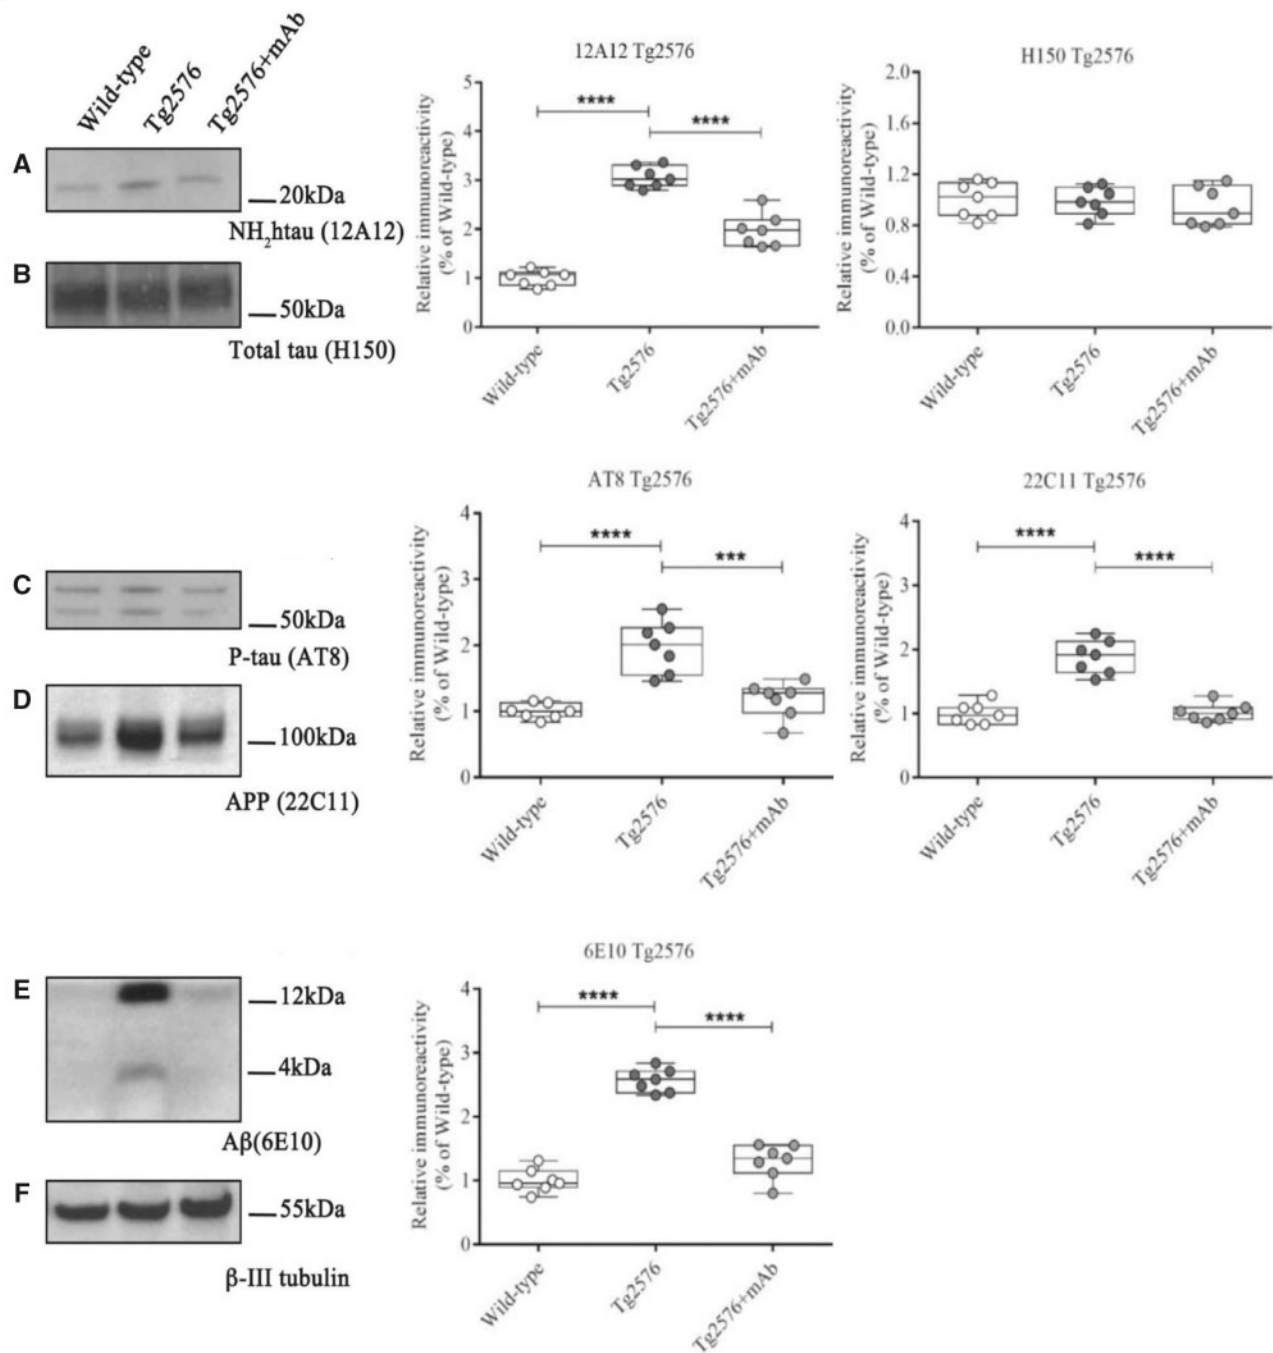 Wild-type
Tg2576
Tg2576+mAb
A
20kDa
NH2htau (12A12)
B
50kDa
Total tau (H150)
12A12 Tg2576
Relative immunoreactivity
(% of Wild-type)
5
4
3
2
1
0
****
****
Wild-type
Tg2576
Tg2576+mAb
H150 Tg2576
Relative immunoreactivity
(% of Wild-type)
2.0
1.6
1.2
0.8
0.4
0.0
Wild-type
Tg2576
Tg2576+mAb
C
50kDa
P-tau (AT8)
D
100kDa
APP (22C11)
AT8 Tg2576
Relative immunoreactivity
(% of Wild-type)
4
3
2
1
0
****
***
Wild-type
Tg2576
Tg2576+mAb
22C11 Tg2576
Relative immunoreactivity
(% of Wild-type)
4
3
2
1
0
****
****
Wild-type
Tg2576
Tg2576+mAb
E
12kDa
4kDa
Aβ(6E10)
F
55kDa
β-III tubulin
6E10 Tg2576
Relative immunoreactivity
(% of Wild-type)
4
3
2
1
0
****
****
Wild-type
Tg2576
Tg2576+mAb